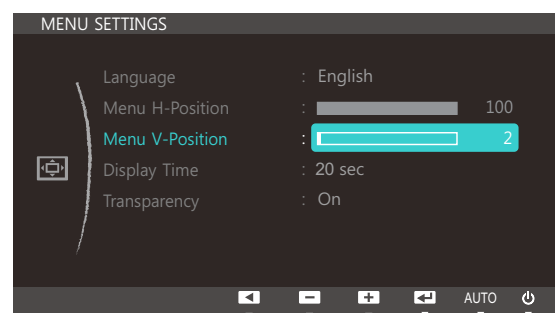 MENU SETTINGS
Language : English
Menu H-Position : 100
Menu V-Position : 2
Display Time : 20 sec
Transparency : On
AUTO